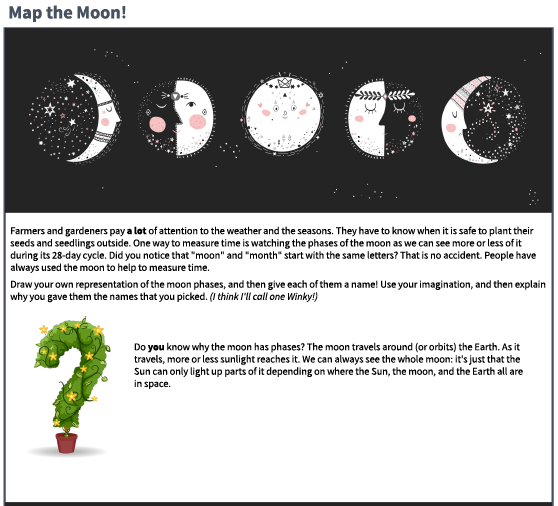 Map the Moon!
Farmers and gardeners pay a lot of attention to the weather and the seasons. They have to know when it is safe to plant their
seeds and seedlings outside. One way to measure time is watching the phases of the moon as we can see more or less of it
during its 28-day cycle. Did you notice that "moon" and "month" start with the same letters? That is no accident. People have
always used the moon to help to measure time.
Draw your own representation of the moon phases, and then give each of them a name! Use your imagination, and then explain
why you gave them the names that you picked. (I think I'll call one Winky!)
Do you know why the moon has phases? The moon travels around (or orbits) the Earth. As it
travels, more or less sunlight reaches it. We can always see the whole moon: it's just that the
Sun can only light up parts of it depending on where the Sun, the moon, and the Earth all are
in space.